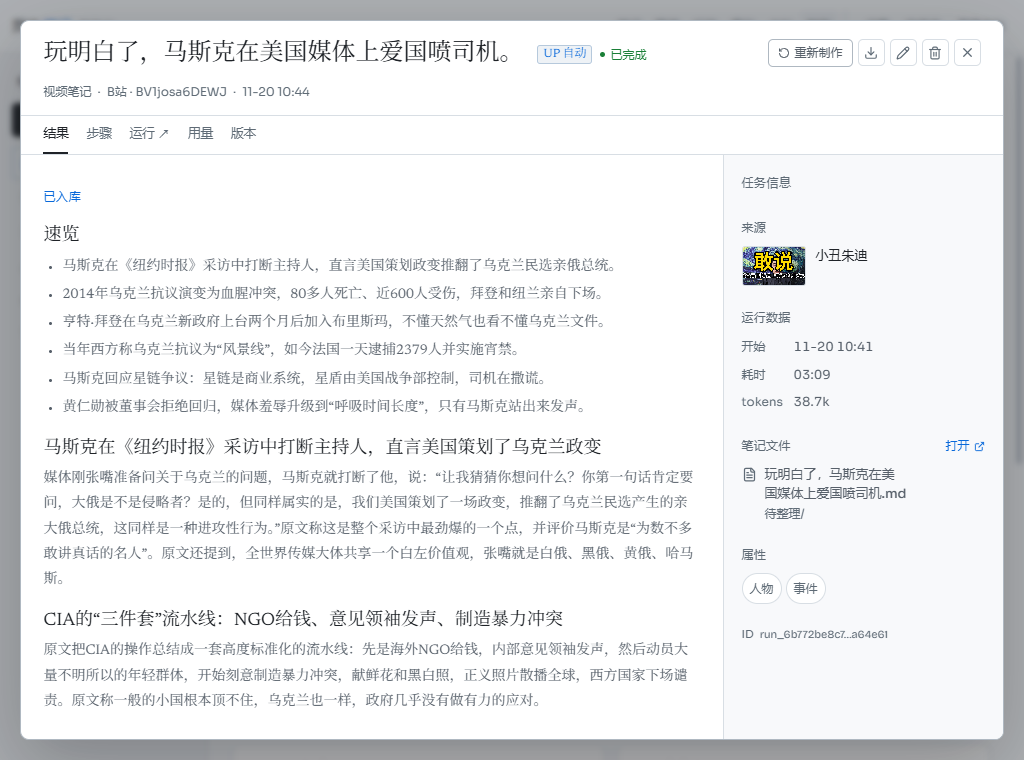 玩明白了，马斯克在美国媒体上爱国喷司机。
UP 自动
已完成
重新制作
视频笔记 · B站 · BV1josa6DEWJ · 11-20 10:44
结果 步骤 运行 ↗ 用量 版本
已入库
速览
• 马斯克在《纽约时报》采访中打断主持人，直言美国策划政变推翻了乌克兰民选亲俄总统。
• 2014年乌克兰抗议演变为血腥冲突，80多人死亡、近600人受伤，拜登和纽兰亲自下场。
• 亨特·拜登在乌克兰新政府上台两个月后加入布里斯玛，不懂天然气也看不懂乌克兰文件。
• 当年西方称乌克兰抗议为“风景线”，如今法国一天逮捕2379人并实施宵禁。
• 马斯克回应星链争议：星链是商业系统，星盾由美国战争部控制，司机在撒谎。
• 黄仁勋被董事会拒绝回归，媒体羞辱升级到“呼吸时间长度”，只有马斯克站出来发声。
马斯克在《纽约时报》采访中打断主持人，直言美国策划了乌克兰政变
媒体刚张嘴准备问关于乌克兰的问题，马斯克就打断了他，说：“让我猜猜你想问什么？你第一句话肯定要
问，大俄是不是侵略者？是的，但同样属实的是，我们美国策划了一场政变，推翻了乌克兰民选产生的亲
大俄总统，这同样是一种进攻性行为。”原文称这是整个采访中最劲爆的一个点，并评价马斯克是“为数不多
敢讲真话的名人”。原文还提到，全世界传媒大体共享一个白左价值观，张嘴就是白俄、黑俄、黄俄、哈马
斯。
CIA的“三件套”流水线：NGO给钱、意见领袖发声、制造暴力冲突
原文把CIA的操作总结成一套高度标准化的流水线：先是海外NGO给钱，内部意见领袖发声，然后动员大
量不明所以的年轻群体，开始刻意制造暴力冲突，献鲜花和黑白照，正义照片散播全球，西方国家下场谴
责。原文称一般的小国根本顶不住，乌克兰也一样，政府几乎没有做有力的应对。
任务信息
来源
敢说
小丑朱迪
运行数据
开始 11-20 10:41
耗时 03:09
tokens 38.7k
笔记文件 打开
玩明白了，马斯克在美
国媒体上爱国喷司机.md
待整理/
属性
人物 事件
ID run_6b772be8c7…a64e61